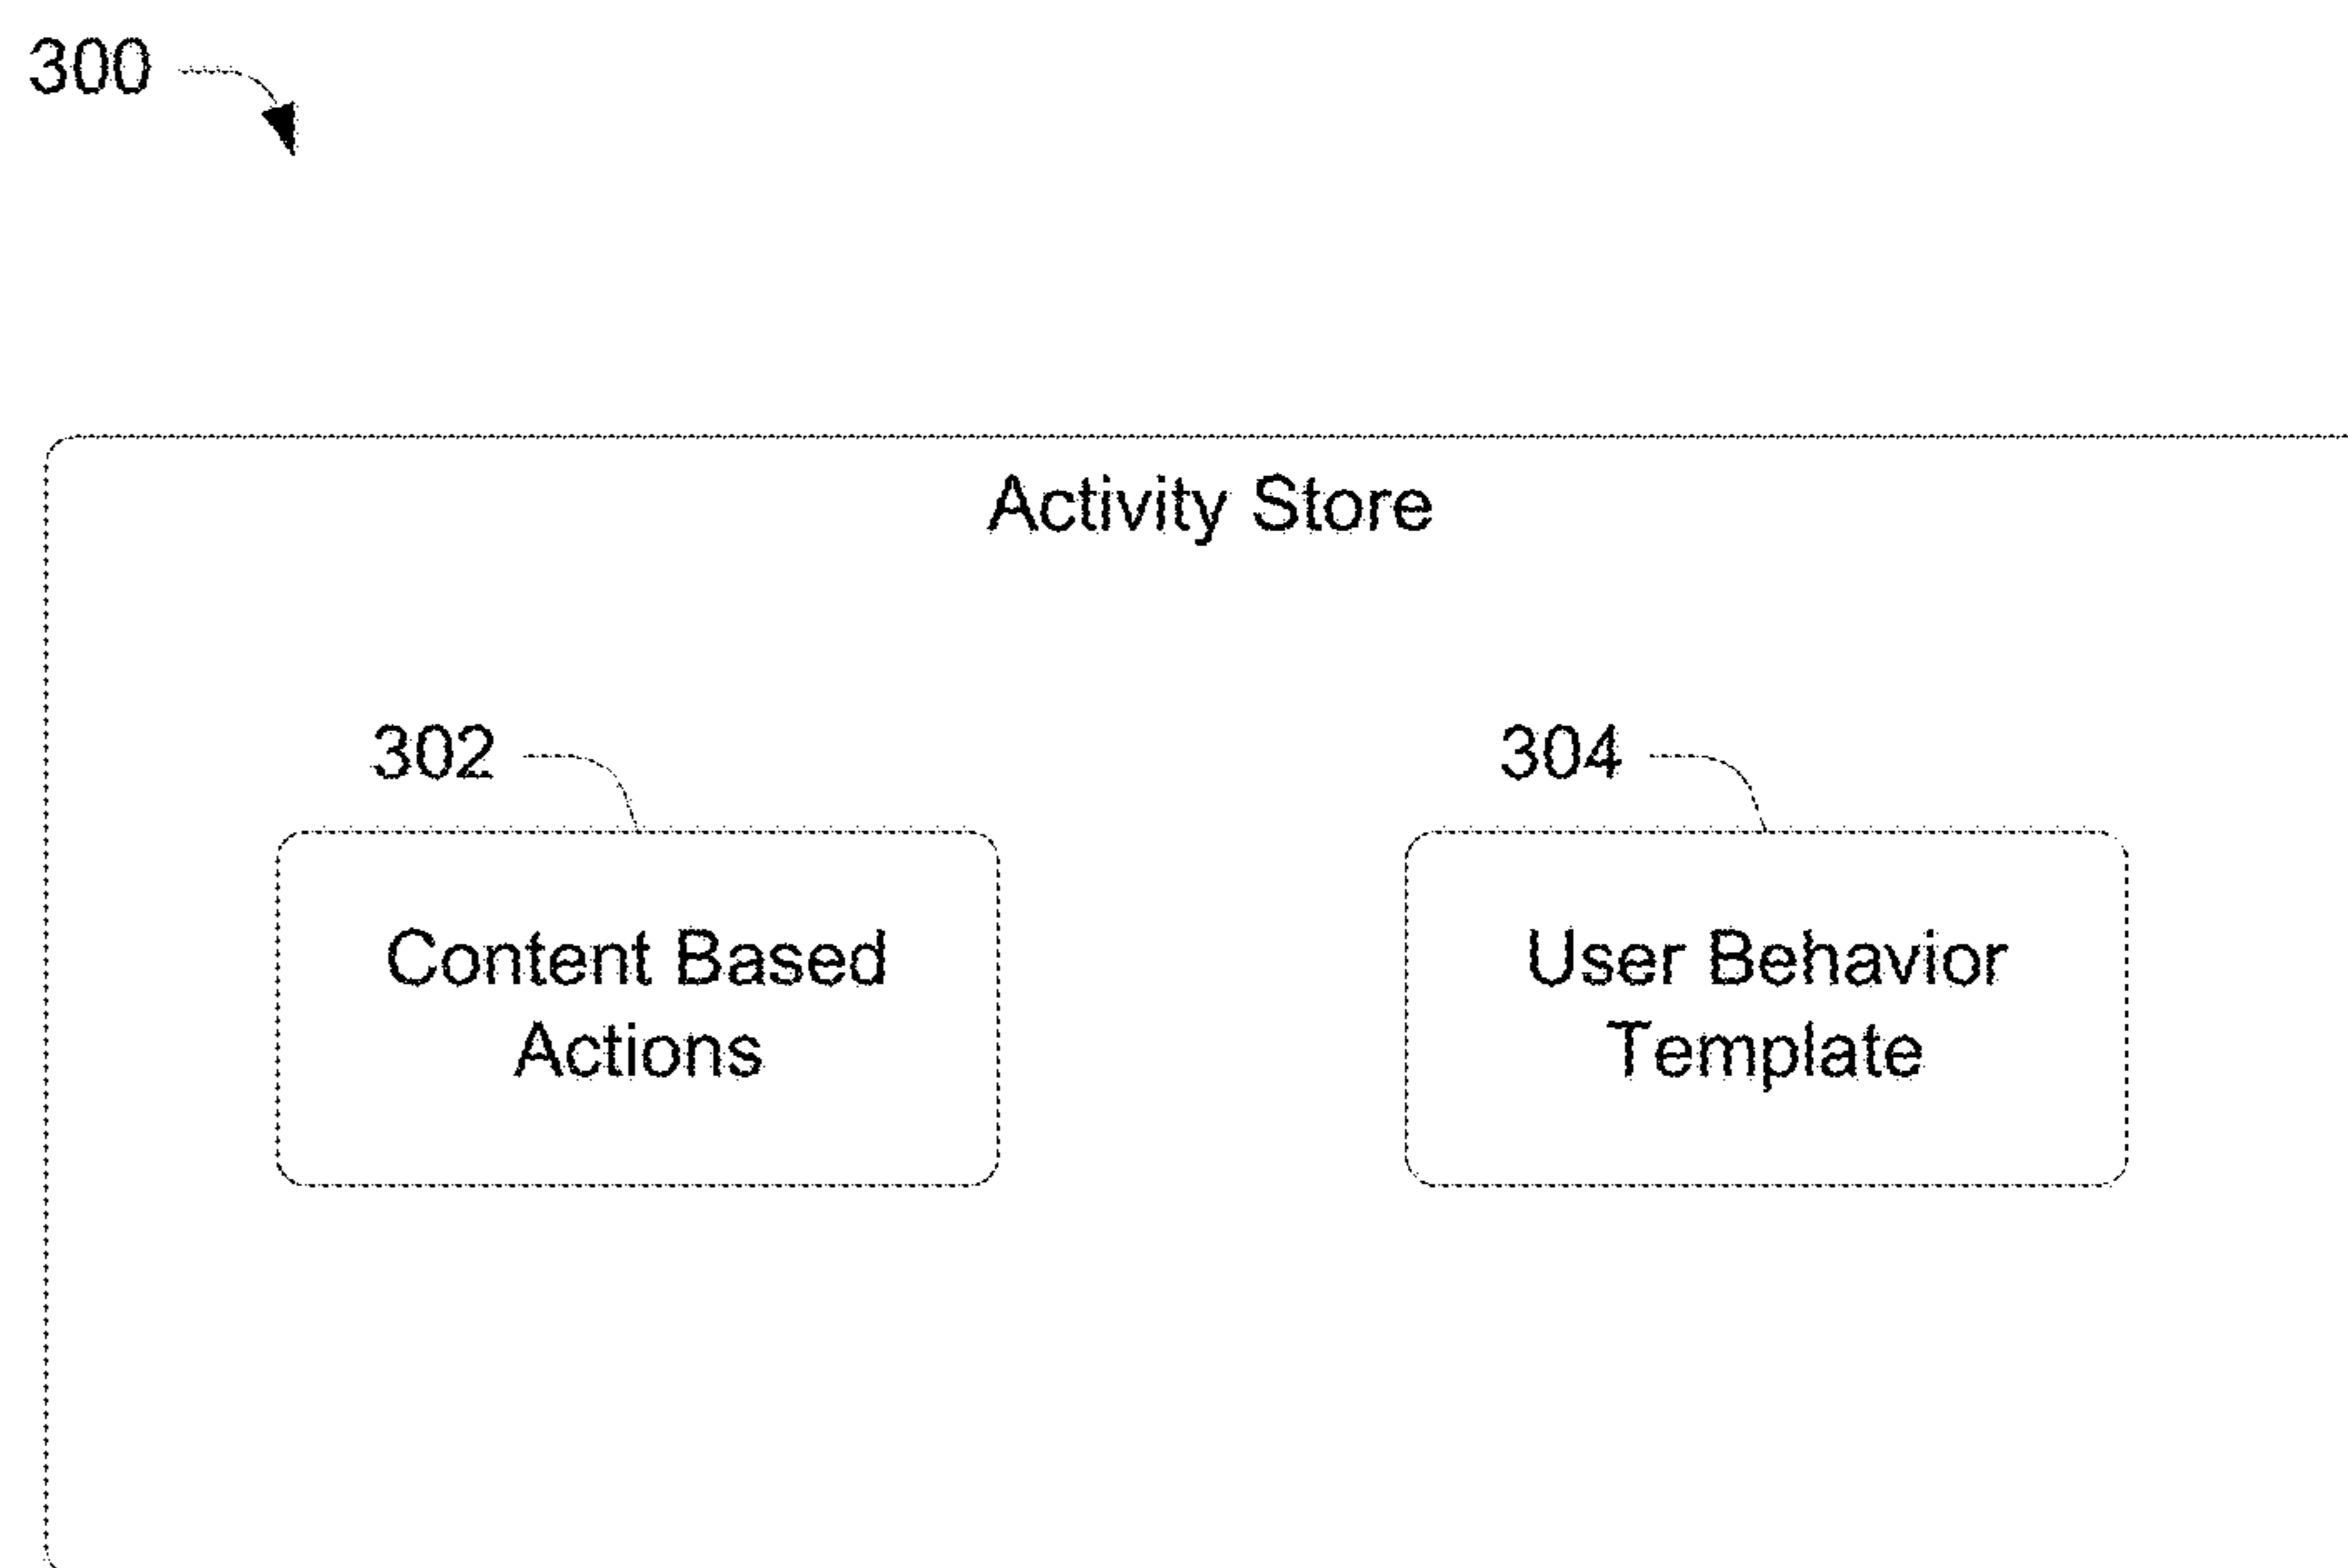 300
Activity Store
302
304
Content Based
Actions
User Behavior
Template